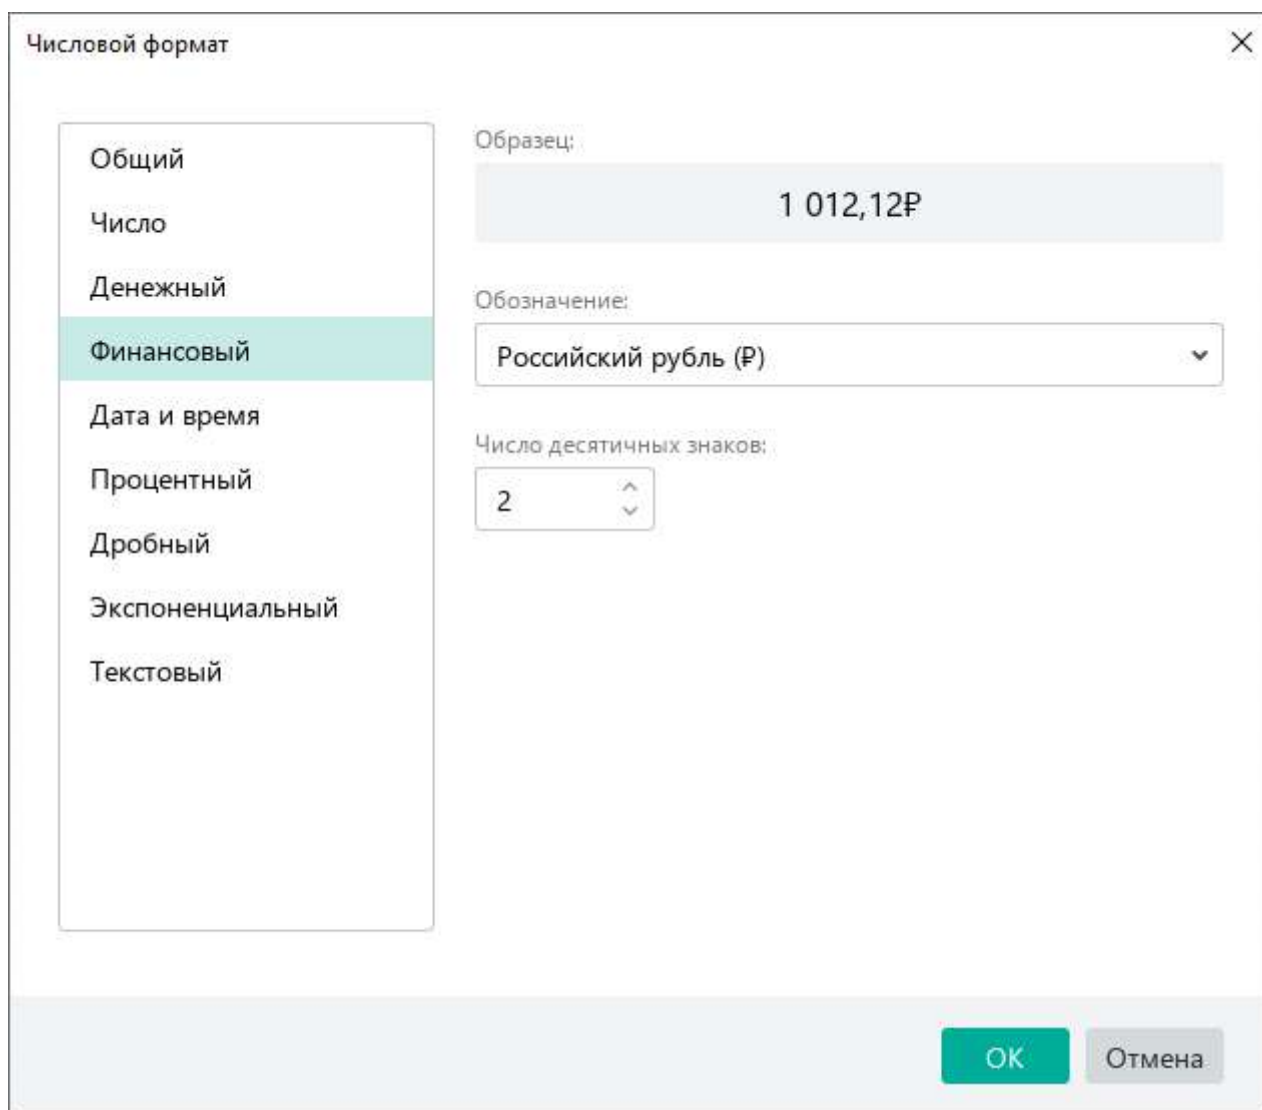 Числовой формат
Общий
Число
Денежный
Финансовый
Дата и время
Процентный
Дробный
Экспоненциальный
Текстовый
Образец:
1 012,12₽
Обозначение:
Российский рубль (₽)
Число десятичных знаков:
2
ОК
Отмена